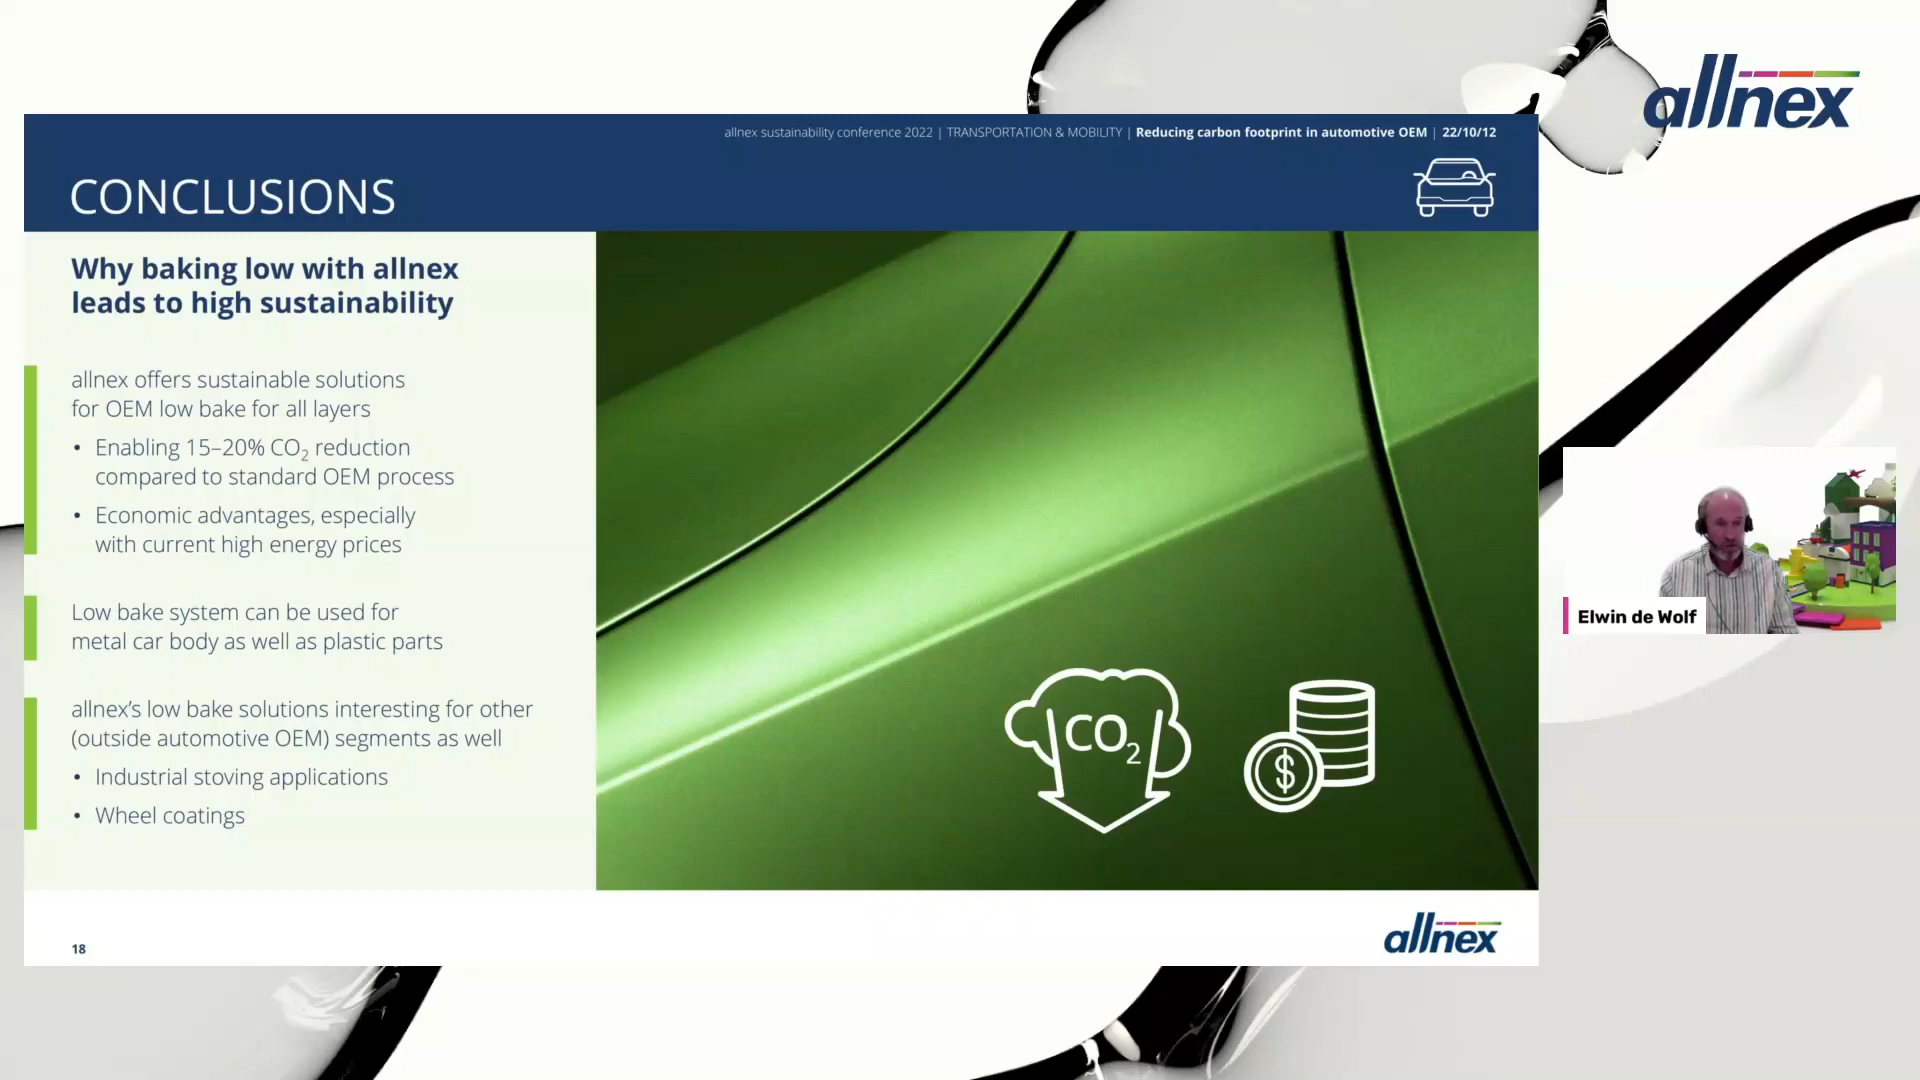 allnex
allnex sustainability conference 2022 | TRANSPORTATION & MOBILITY | Reducing carbon footprint in automotive OEM | 22/10/12
CONCLUSIONS
Why baking low with allnex
leads to high sustainability
allnex offers sustainable solutions
for OEM low bake for all layers
• Enabling 15–20% CO₂ reduction
compared to standard OEM process
• Economic advantages, especially
with current high energy prices
Low bake system can be used for
metal car body as well as plastic parts
allnex’s low bake solutions interesting for other
(outside automotive OEM) segments as well
• Industrial stoving applications
• Wheel coatings
CO₂
$
Elwin de Wolf
18
allnex